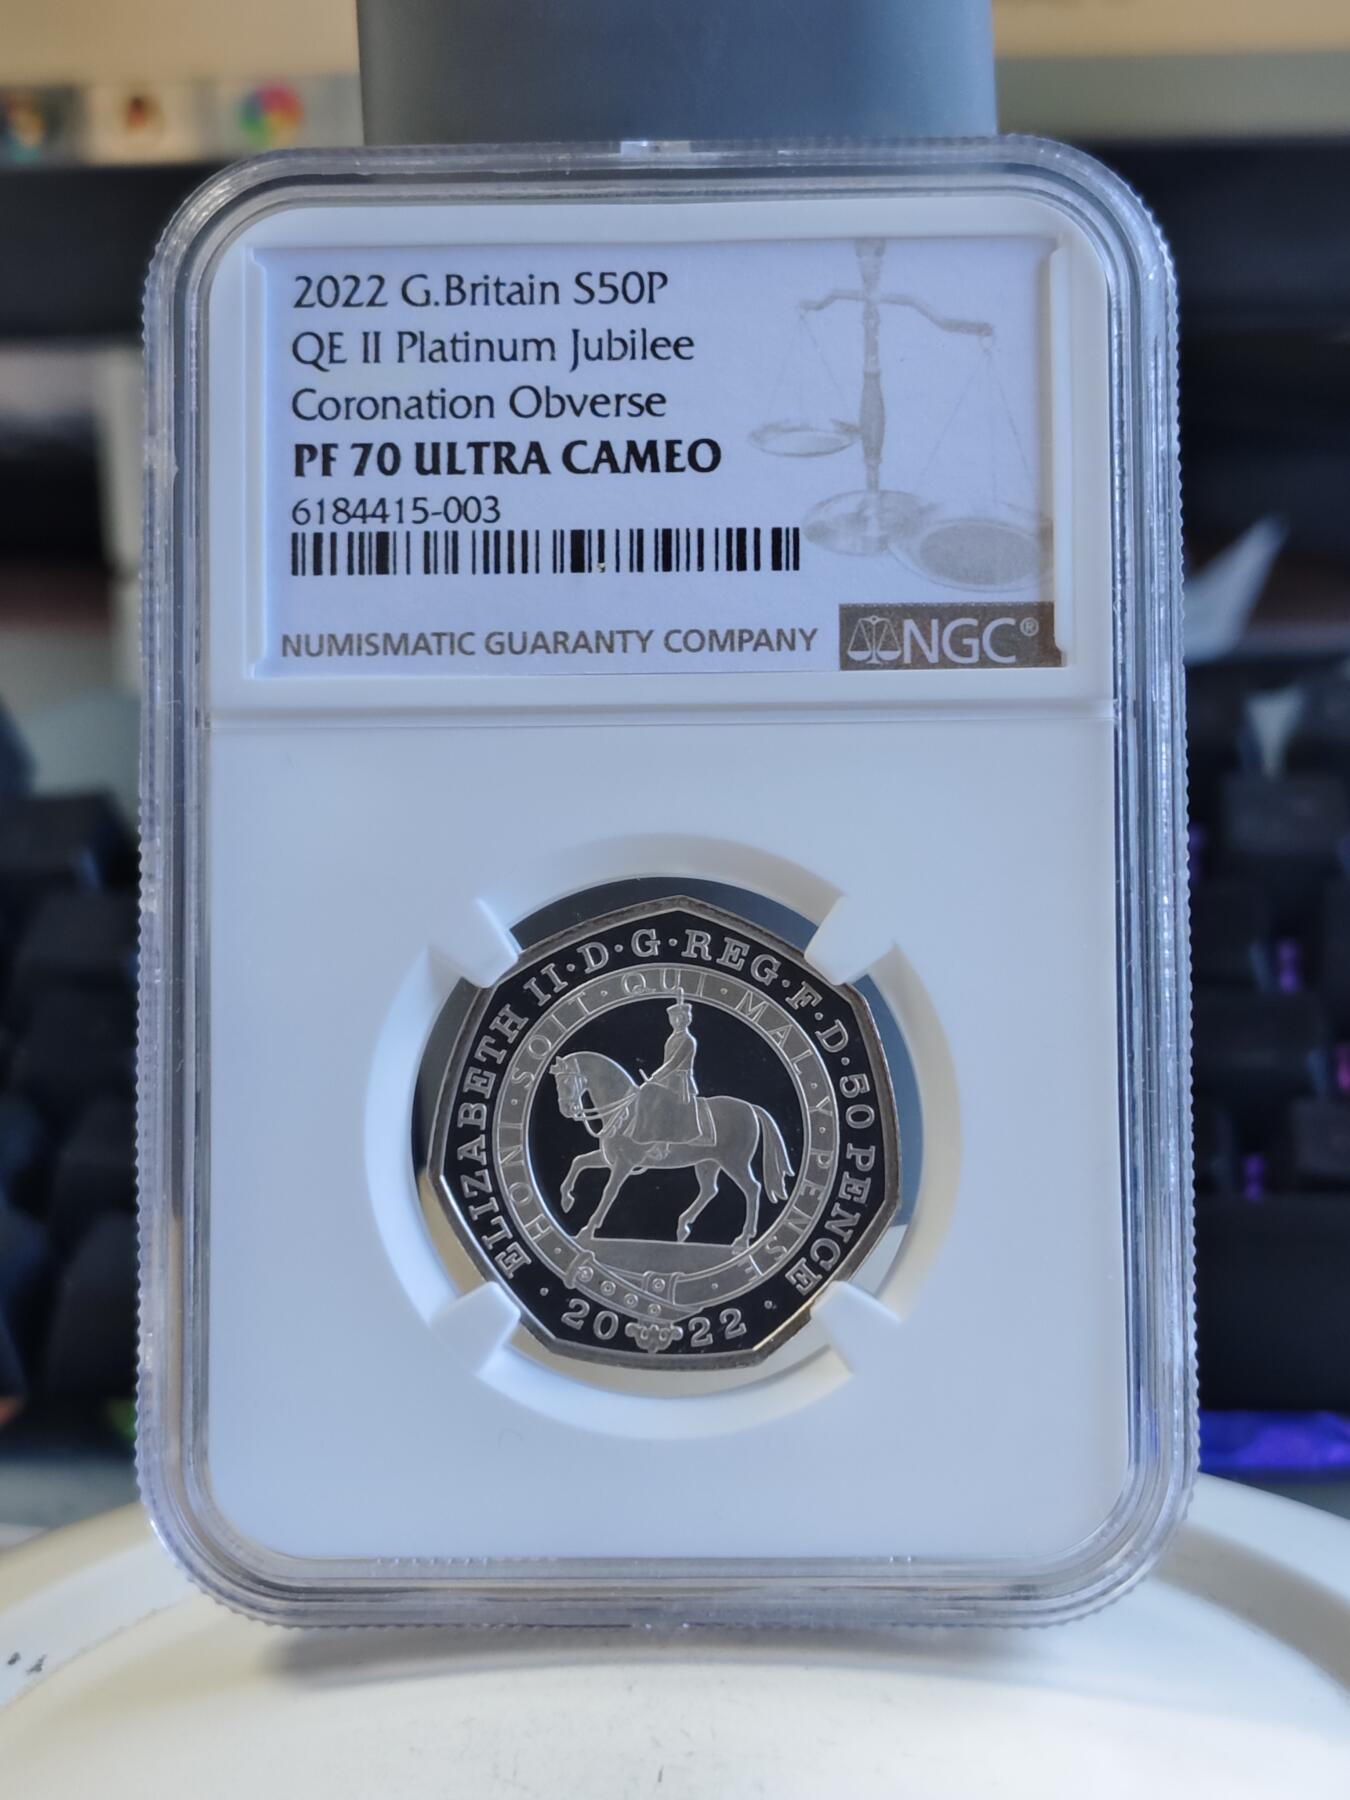 2022 G.Britain S50P
QE II Platinum Jubilee
Coronation Obverse
PF 70 ULTRA CAMEO
6184415-003
NUMISMATIC GUARANTY COMPANY
NGC®
ELIZABETH II·D·G·REG·F·D·50 PENCE
HONI·SOIT·QUI·MAL·Y·PENSE
·2022·